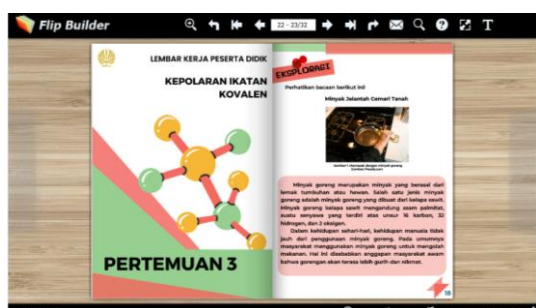 Flip Builder
22 - 23/32
T
LEMBAR KERJA PESERTA DIDIK
KEPOLARAN IKATAN
KOVALEN
PERTEMUAN 3
EKSPLORASI
Perhatikan bacaan berikut ini
Minyak Jelantah Cemari Tanah
Minyak goreng merupakan minyak yang berasal dari
lemak tumbuhan atau hewan. Salah satu jenis minyak
goreng adalah minyak goreng yang dibuat dari kelapa sawit.
Minyak goreng kelapa sawit mengandung asam palmitat,
suatu senyawa yang terdiri atas unsur 16 karbon, 32
hidrogen, dan 2 oksigen.
Dalam kehidupan sehari-hari, kehidupan manusia tidak
jauh dari penggunaan minyak goreng. Pada umumnya
masyarakat menggunakan minyak goreng untuk mengolah
makanan. Hal ini disebabkan anggapan masyarakat awam
bahwa gorengan akan terasa lebih gurih dan nikmat.
18